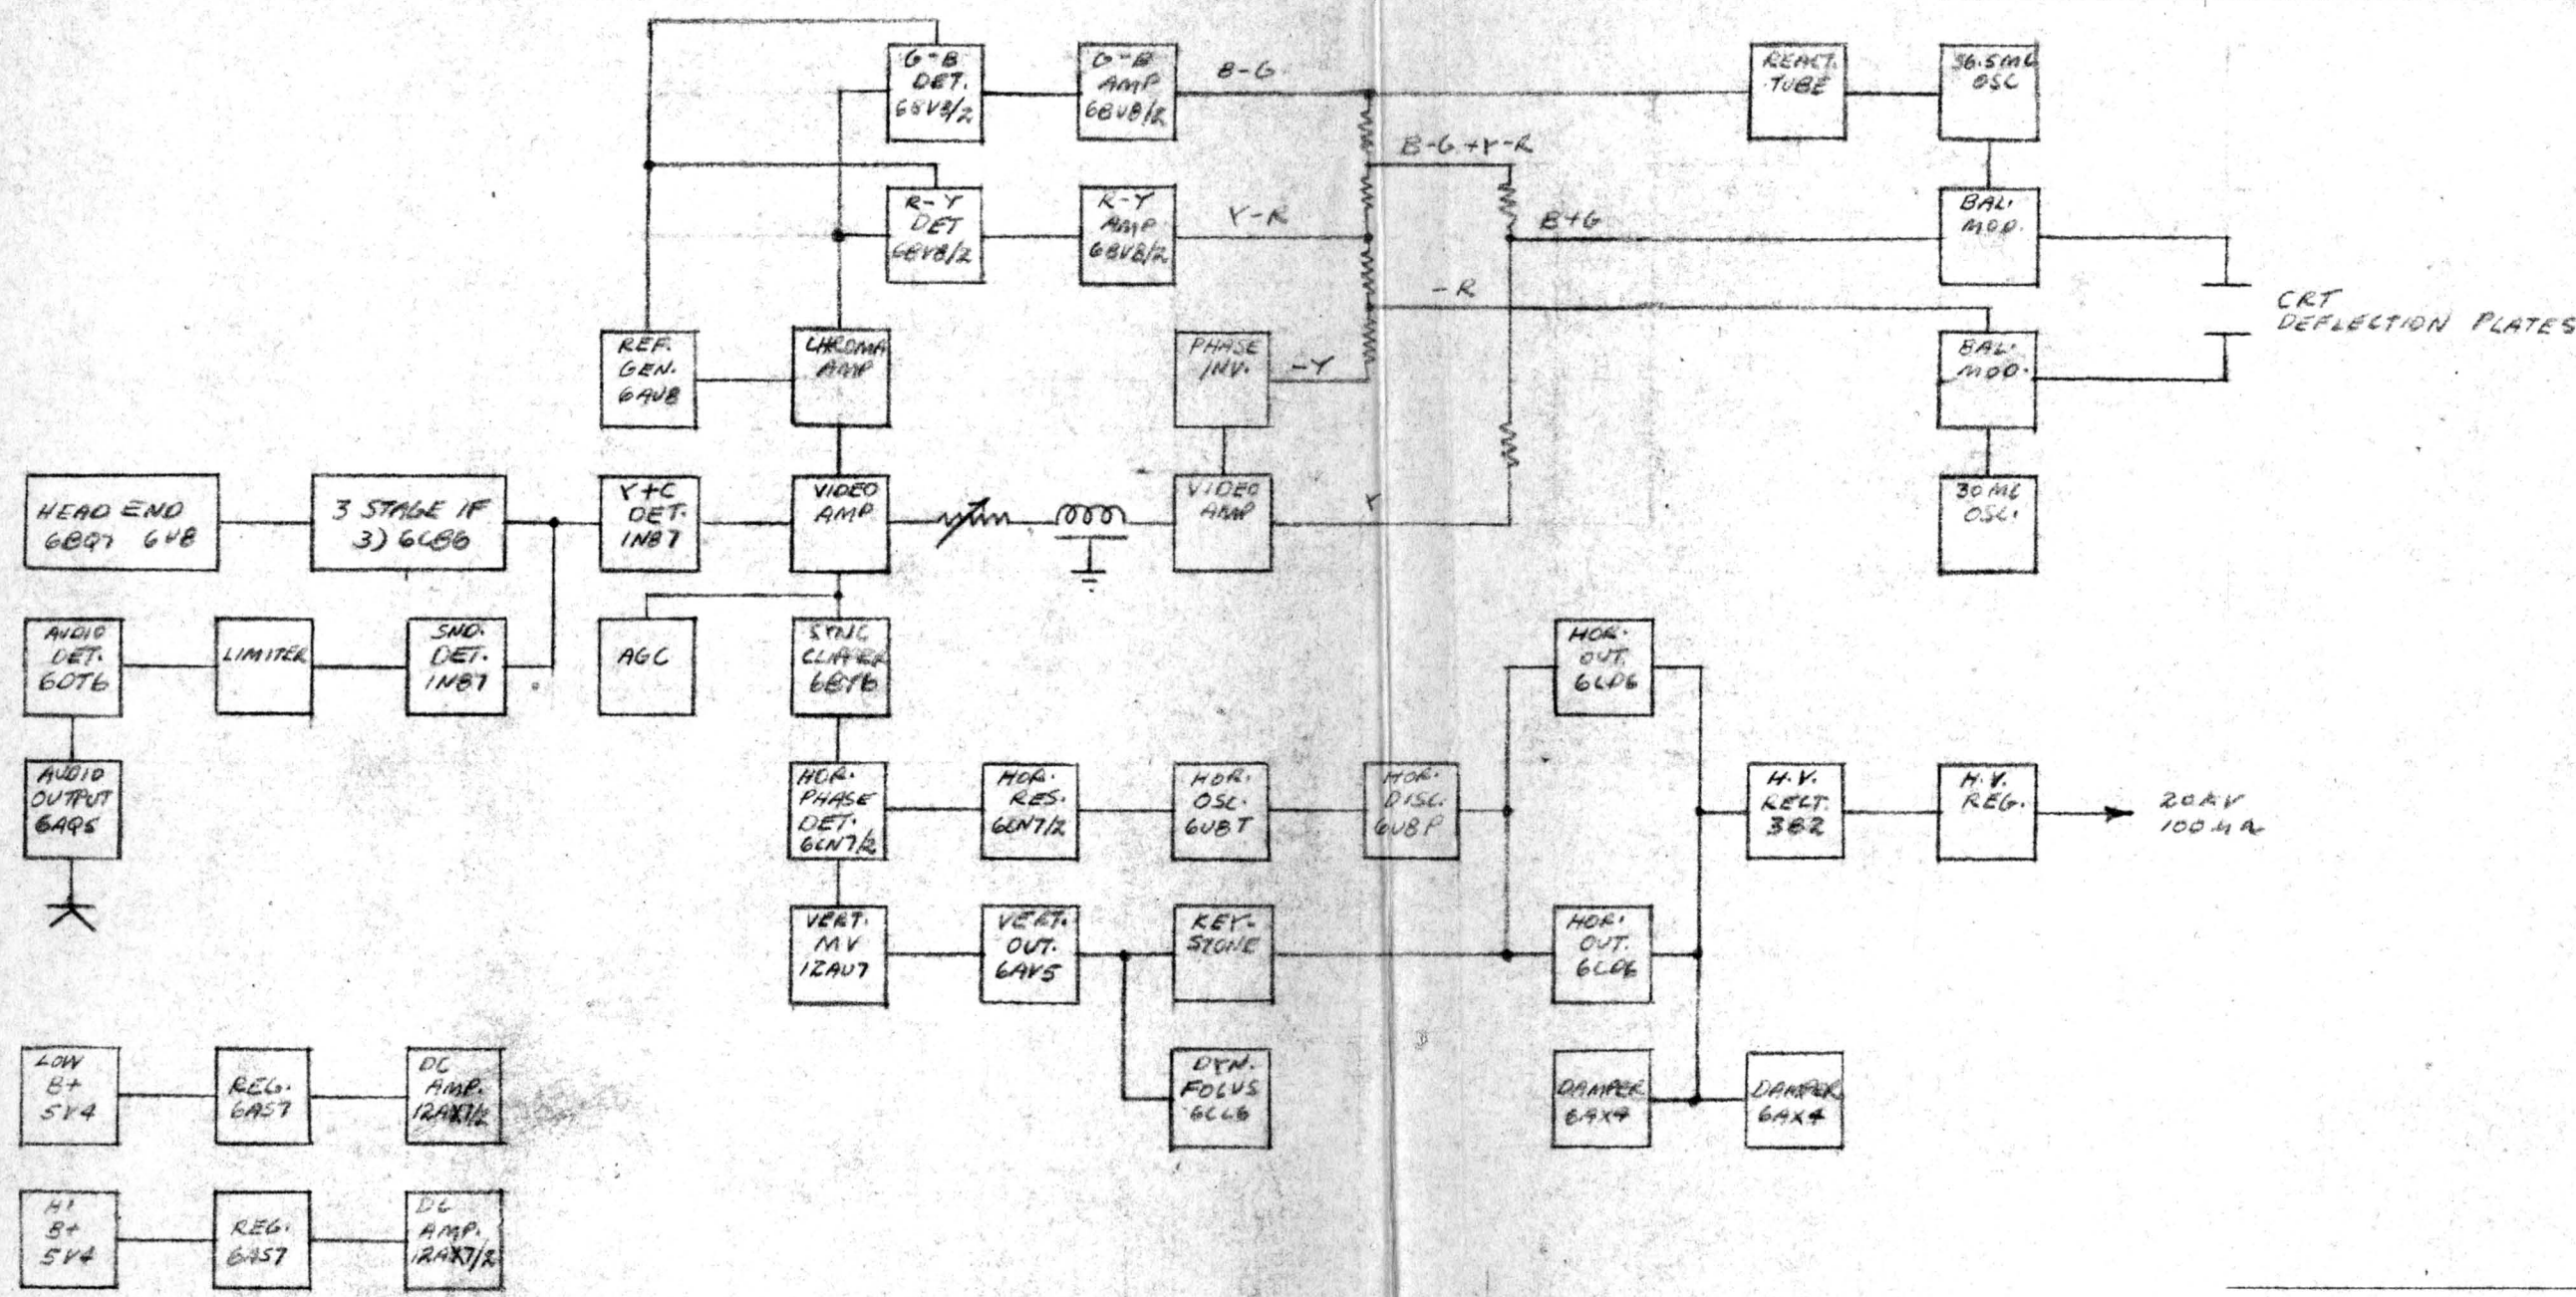 G-B
DET.
6BV8/2
G-B
AMP
6BV8/2
B-G
REACT.
TUBE
36.5MC
OSC
B-G+Y-R
R-Y
DET
6BV8/2
R-Y
AMP
6BV8/2
Y-R
B+G
BAL.
MOD.
-R
CRT
DEFLECTION PLATES
REF.
GEN.
6AU8
CHROMA
AMP
PHASE
INV.
-Y
BAL.
MOD.
HEAD END
6BQ7 6U8
3 STAGE IF
3) 6CB6
Y+C
DET.
1N87
VIDEO
AMP
VIDEO
AMP
Y
30 MC
OSC.
AUDIO
DET.
6DT6
LIMITER
SND.
DET.
1N87
AGC
SYNC
CLIPPER
6BY6
HOR.
OUT.
6CD6
AUDIO
OUTPUT
6AQ5
HOR.
PHASE
DET.
6CN7/2
HOR.
RES.
6CN7/2
HOR.
OSC.
6U8T
HOR.
DISC.
6U8P
H.V.
RECT.
3B2
H.V.
REG.
20KV
VERT.
MV
12AU7
VERT.
OUT.
6AV5
KEY-
STONE
HOR.
OUT.
6CD6
LOW
B+
5V4
REG.
6AS7
DC
AMP.
12AX7/2
DYN.
FOCUS
6CL6
DAMPER
6AX4
DAMPER
6AX4
HI
B+
5V4
REG.
6AS7
DC
AMP.
12AX7/2